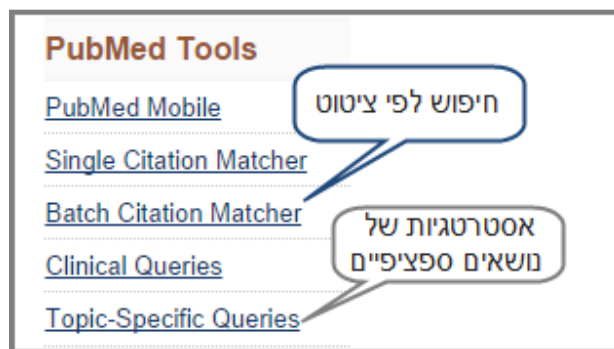 PubMed Tools
PubMed Mobile
חיפוש לפי ציטוט
Single Citation Matcher
Batch Citation Matcher
אסטרטגיות של
נושאים ספציפיים
Clinical Queries
Topic-Specific Queries